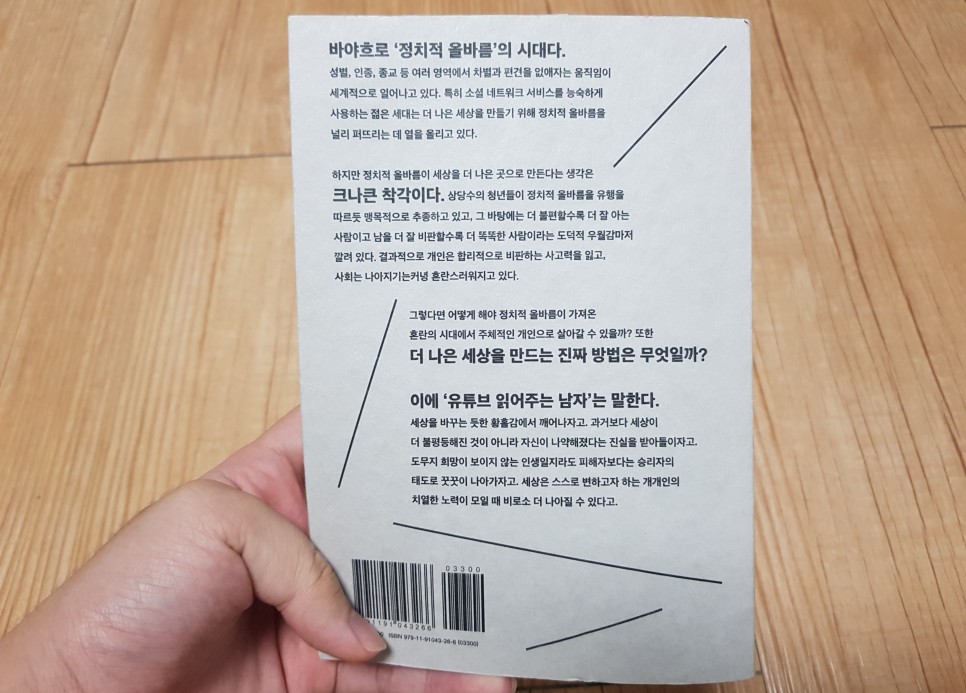 바야흐로 ‘정치적 올바름’의 시대다.
성별, 인종, 종교 등 여러 영역에서 차별과 편견을 없애자는 움직임이
세계적으로 일어나고 있다. 특히 소셜 네트워크 서비스를 능숙하게
사용하는 젊은 세대는 더 나은 세상을 만들기 위해 정치적 올바름을
널리 퍼뜨리는 데 열을 올리고 있다.
하지만 정치적 올바름이 세상을 더 나은 곳으로 만든다는 생각은
크나큰 착각이다. 상당수의 청년들이 정치적 올바름을 유행을
따르듯 맹목적으로 추종하고 있고, 그 바탕에는 더 불편할수록 더 잘 아는
사람이고 남을 더 잘 비판할수록 더 똑똑한 사람이라는 도덕적 우월감마저
깔려 있다. 결과적으로 개인은 합리적으로 비판하는 사고력을 잃고,
사회는 나아지기는커녕 혼란스러워지고 있다.
그렇다면 어떻게 해야 정치적 올바름이 가져온
혼란의 시대에서 주체적인 개인으로 살아갈 수 있을까? 또한
더 나은 세상을 만드는 진짜 방법은 무엇일까?
이에 ‘유튜브 읽어주는 남자’는 말한다.
세상을 바꾸는 듯한 황홀감에서 깨어나자고. 과거보다 세상이
더 불평등해진 것이 아니라 자신이 나약해졌다는 진실을 받아들이자고.
도무지 희망이 보이지 않는 인생일지라도 피해자보다는 승리자의
태도로 꿋꿋이 나아가자고. 세상은 스스로 변하고자 하는 개개인의
치열한 노력이 모일 때 비로소 더 나아질 수 있다고.
03300
191043266
ISBN 979-11-91043-26-6 (03300)